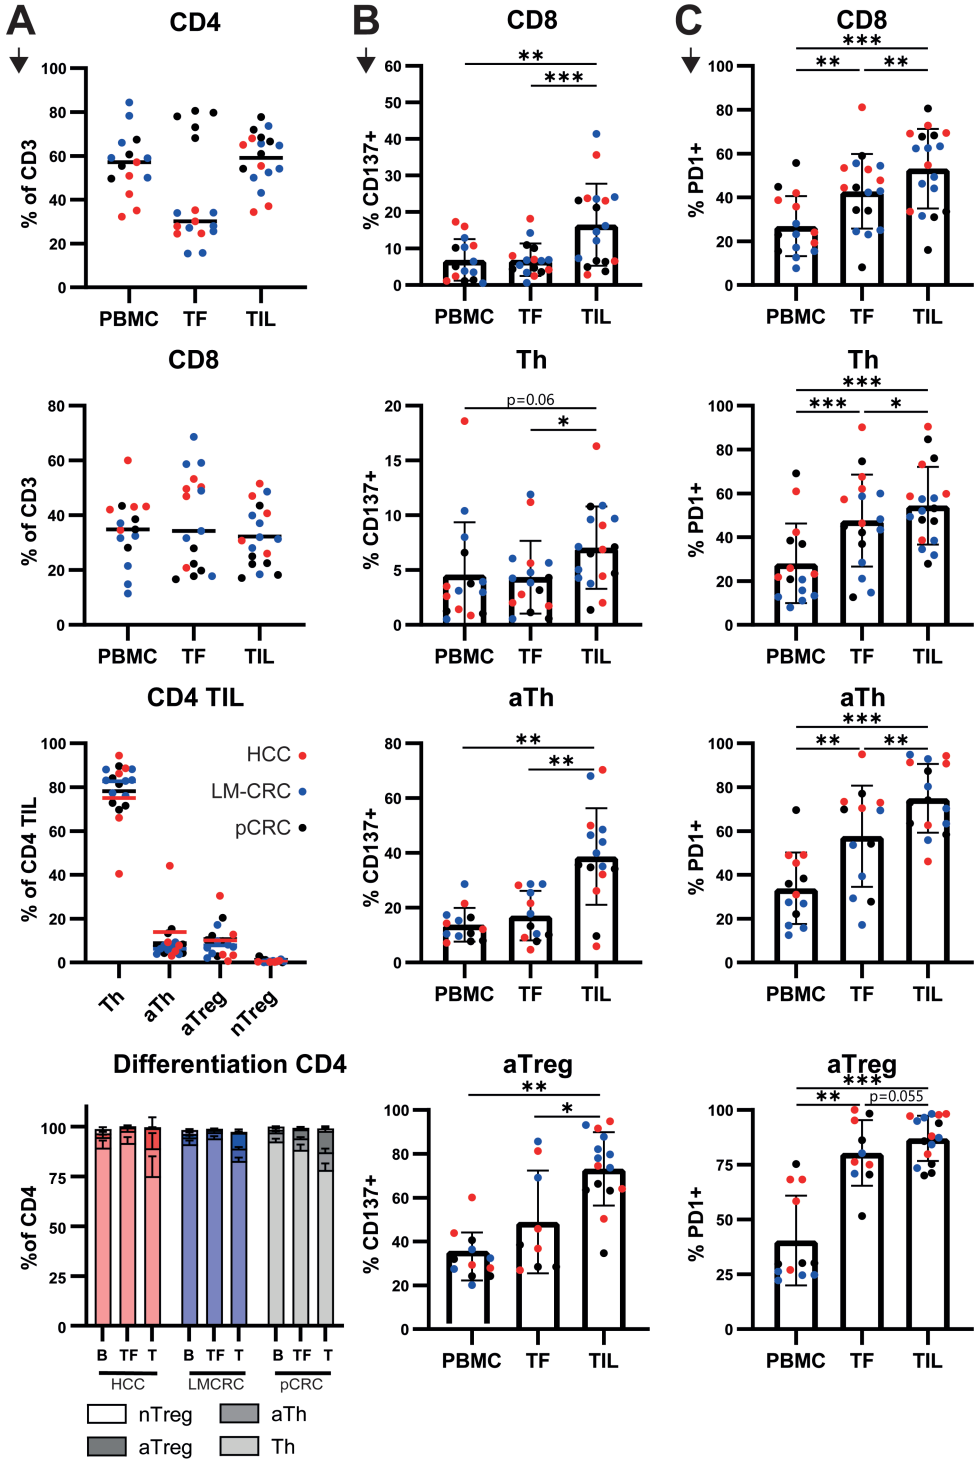 A
CD4
% of CD3
100
80
60
40
20
0
PBMC TF TIL
CD8
% of CD3
80
60
40
20
0
PBMC TF TIL
CD4 TIL
% of CD4 TIL
100
80
60
40
20
0
HCC
LM-CRC
pCRC
Th aTh aTreg nTreg
Differentiation CD4
%of CD4
100
75
50
25
0
B TF T B TF T B TF T
HCC LMCRC pCRC
nTreg aTh
aTreg Th
B
CD8
% CD137+
60
50
40
30
20
10
0
**
***
PBMC TF TIL
Th
% CD137+
20
15
10
5
0
p=0.06
*
PBMC TF TIL
aTh
% CD137+
80
60
40
20
0
**
**
PBMC TF TIL
aTreg
% CD137+
100
80
60
40
20
0
**
*
PBMC TF TIL
C
CD8
% PD1+
100
80
60
40
20
0
***
** **
PBMC TF TIL
Th
% PD1+
100
80
60
40
20
0
***
*** *
PBMC TF TIL
aTh
% PD1+
100
80
60
40
20
0
***
** **
PBMC TF TIL
aTreg
% PD1+
100
75
50
25
0
***
** p=0.055
PBMC TF TIL